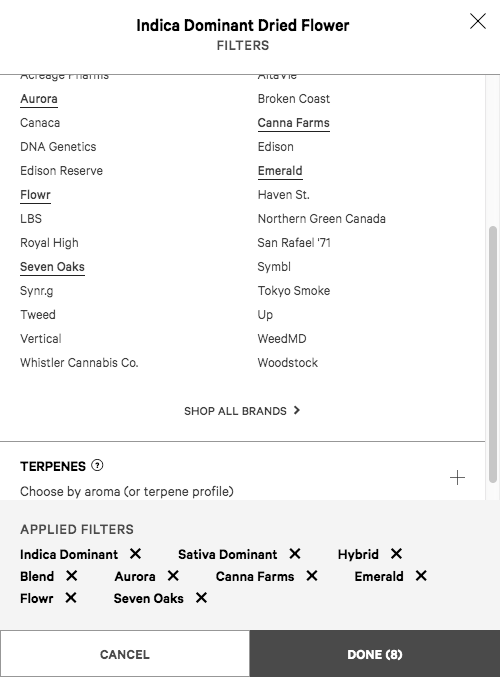 Indica Dominant Dried Flower
FILTERS
Acreage Pharms AltaVie
Aurora Broken Coast
Canaca Canna Farms
DNA Genetics Edison
Edison Reserve Emerald
Flowr Haven St.
LBS Northern Green Canada
Royal High San Rafael '71
Seven Oaks Symbl
Synr.g Tokyo Smoke
Tweed Up
Vertical WeedMD
Whistler Cannabis Co. Woodstock
SHOP ALL BRANDS
TERPENES ?
Choose by aroma (or terpene profile)
APPLIED FILTERS
Indica Dominant Sativa Dominant Hybrid
Blend Aurora Canna Farms Emerald
Flowr Seven Oaks
CANCEL DONE (8)